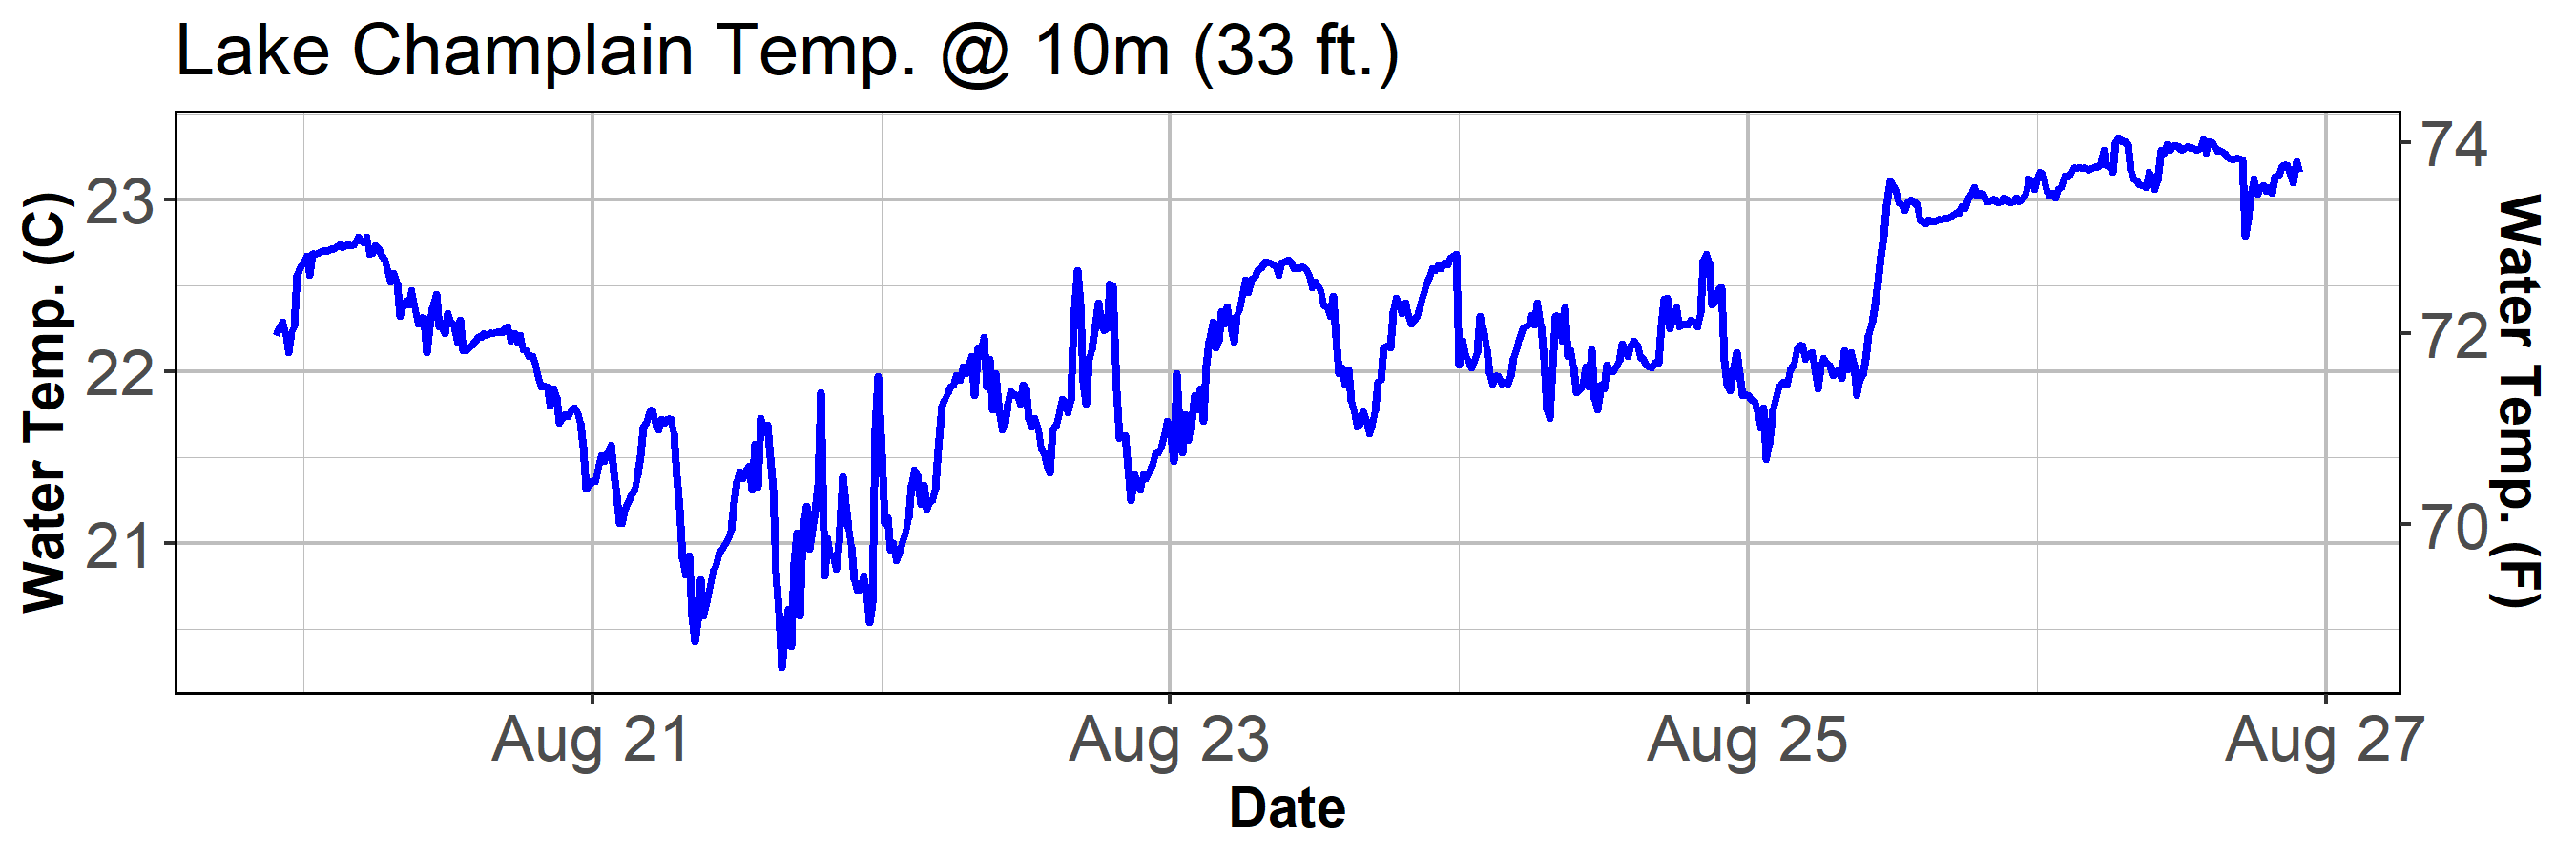 Lake Champlain Temp. @ 10m (33 ft.)
Water Temp. (C)
23
22
21
74
72
70
Water Temp. (F)
Aug 21 Aug 23 Aug 25 Aug 27
Date